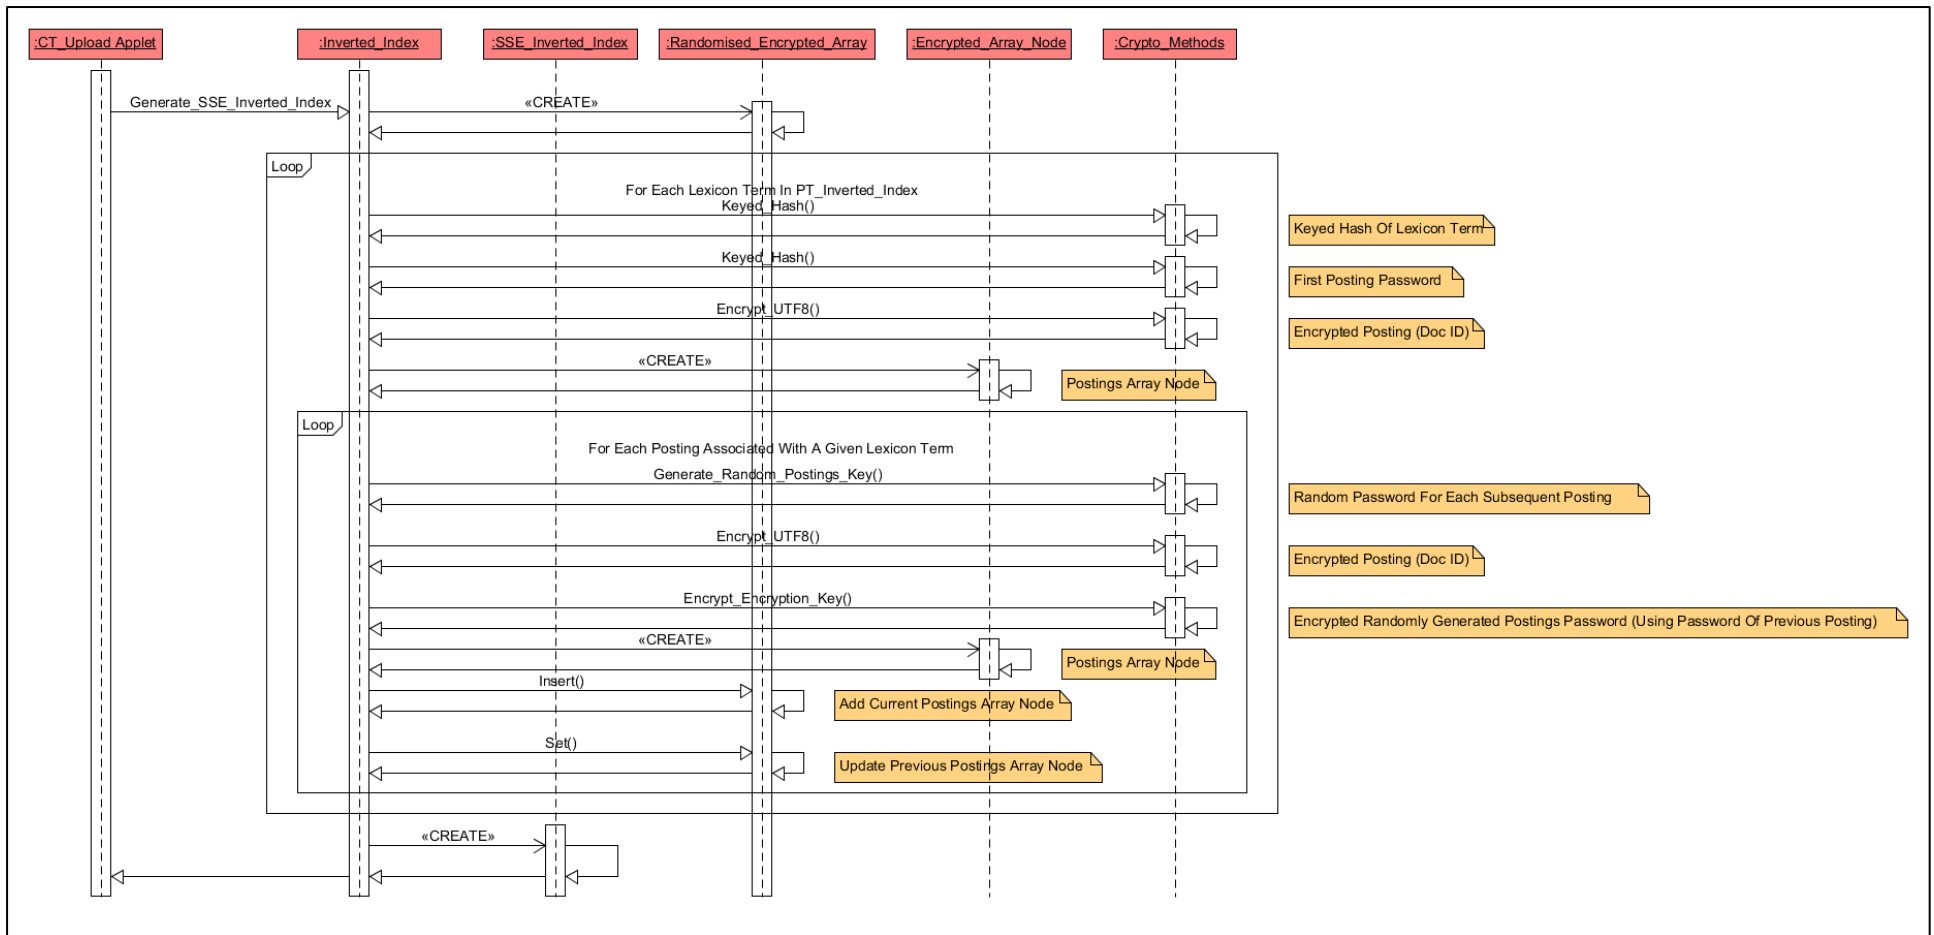 :CT_Upload Applet
:Inverted_Index
:SSE_Inverted_Index
:Randomised_Encrypted_Array
:Encrypted_Array_Node
:Crypto_Methods
Generate_SSE_Inverted_Index
«CREATE»
Loop
For Each Lexicon Term In PT_Inverted_Index
Keyed_Hash()
Keyed Hash Of Lexicon Term
Keyed_Hash()
First Posting Password
Encrypt_UTF8()
Encrypted Posting (Doc ID)
«CREATE»
Postings Array Node
Loop
For Each Posting Associated With A Given Lexicon Term
Generate_Random_Postings_Key()
Random Password For Each Subsequent Posting
Encrypt_UTF8()
Encrypted Posting (Doc ID)
Encrypt_Encryption_Key()
Encrypted Randomly Generated Postings Password (Using Password Of Previous Posting)
«CREATE»
Postings Array Node
Insert()
Add Current Postings Array Node
Set()
Update Previous Postings Array Node
«CREATE»